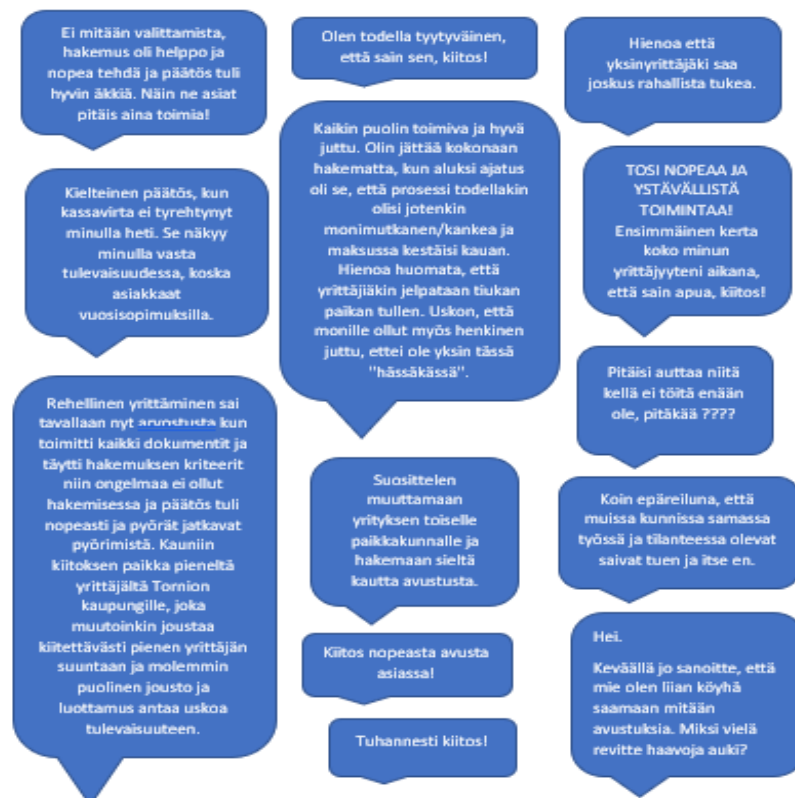 Ei mitään valittamista,
hakemus oli helppo ja
nopea tehdä ja päätös tuli
hyvin äkkiä. Näin ne asiat
pitäis aina toimia!
Kielteinen päätös, kun
kassavirta ei tyrehtynyt
minulla heti. Se näkyy
minulla vasta
tulevaisuudessa, koska
asiakkaat
vuosisopimuksilla.
Rehellinen yrittäminen sai
tavallaan nyt arvostusta kun
toimitti kaikki dokumentit ja
täytti hakemuksen kriteerit
niin ongelmaa ei ollut
hakemisessa ja päätös tuli
nopeasti ja pyörät jatkavat
pyörimistä. Kauniin
kiitoksen paikka pieneltä
yrittäjältä Tornion
kaupungille, joka
muutoinkin joustaa
kiitettävästi pienen yrittäjän
suuntaan ja molemmin
puolinen jousto ja
luottamus antaa uskoa
tulevaisuuteen.
Olen todella tyytyväinen,
että sain sen, kiitos!
Kaikin puolin toimiva ja hyvä
juttu. Olin jättää kokonaan
hakematta, kun aluksi ajatus
oli se, että prosessi todellakin
olisi jotenkin
monimutkanen/kankea ja
maksussa kestäisi kauan.
Hienoa huomata, että
yrittäjiäkin jelpataan tiukan
paikan tullen. Uskon, että
monille ollut myös henkinen
juttu, ettei ole yksin tässä
"hässäkässä".
Suosittelen
muuttamaan
yrityksen toiselle
paikkakunnalle ja
hakemaan sieltä
kautta avustusta.
Kiitos nopeasta avusta
asiassa!
Tuhannesti kiitos!
Hienoa että
yksinyrittäjäki saa
joskus rahallista tukea.
TOSI NOPEAA JA
YSTÄVÄLLISTÄ
TOIMINTAA!
Ensimmäinen kerta
koko minun
yrittäjyyteni aikana,
että sain apua, kiitos!
Pitäisi auttaa niitä
kellä ei töitä enään
ole, pitäkää ????
Koin epäreiluna, että
muissa kunnissa samassa
työssä ja tilanteessa olevat
saivat tuen ja itse en.
Hei.
Keväällä jo sanoitte, että
mie olen liian köyhä
saamaan mitään
avustuksia. Miksi vielä
revitte haavoja auki?